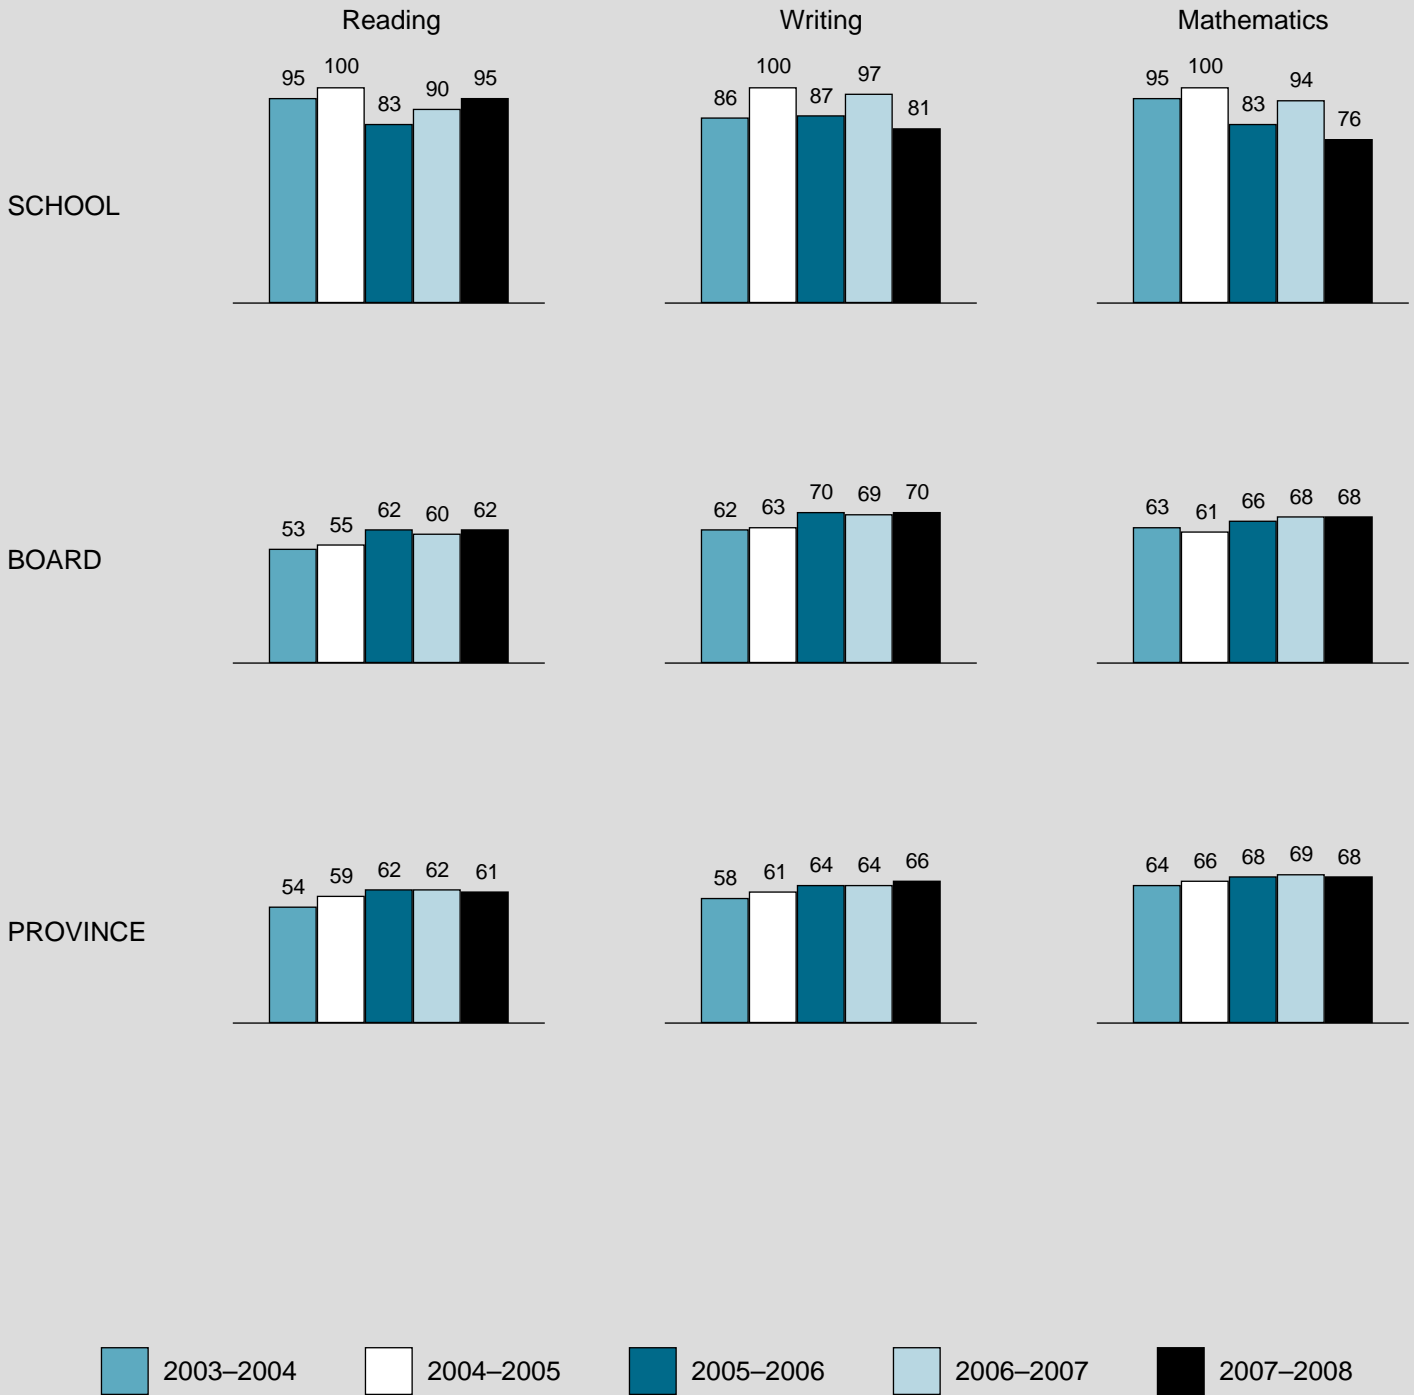 Reading Writing Mathematics
95 100 83 90 95 86 100 87 97 81 95 100 83 94 76
SCHOOL
53 55 62 60 62 62 63 70 69 70 63 61 66 68 68
BOARD
54 59 62 62 61 58 61 64 64 66 64 66 68 69 68
PROVINCE
2003–2004 2004–2005 2005–2006 2006–2007 2007–2008